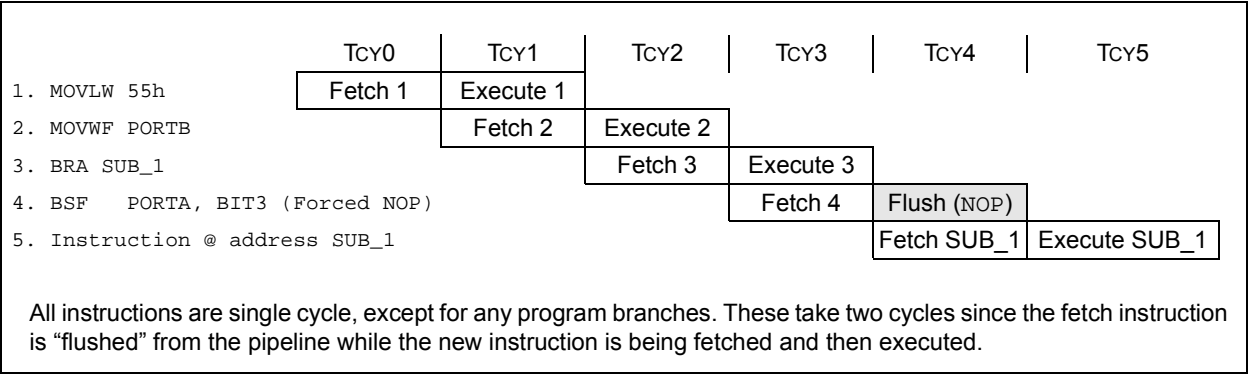 TCY0 TCY1 TCY2 TCY3 TCY4 TCY5
1. MOVLW 55h Fetch 1 Execute 1
2. MOVWF PORTB Fetch 2 Execute 2
3. BRA SUB_1 Fetch 3 Execute 3
4. BSF PORTA, BIT3 (Forced NOP) Fetch 4 Flush (NOP)
5. Instruction @ address SUB_1 Fetch SUB_1 Execute SUB_1
All instructions are single cycle, except for any program branches. These take two cycles since the fetch instruction
is “flushed” from the pipeline while the new instruction is being fetched and then executed.